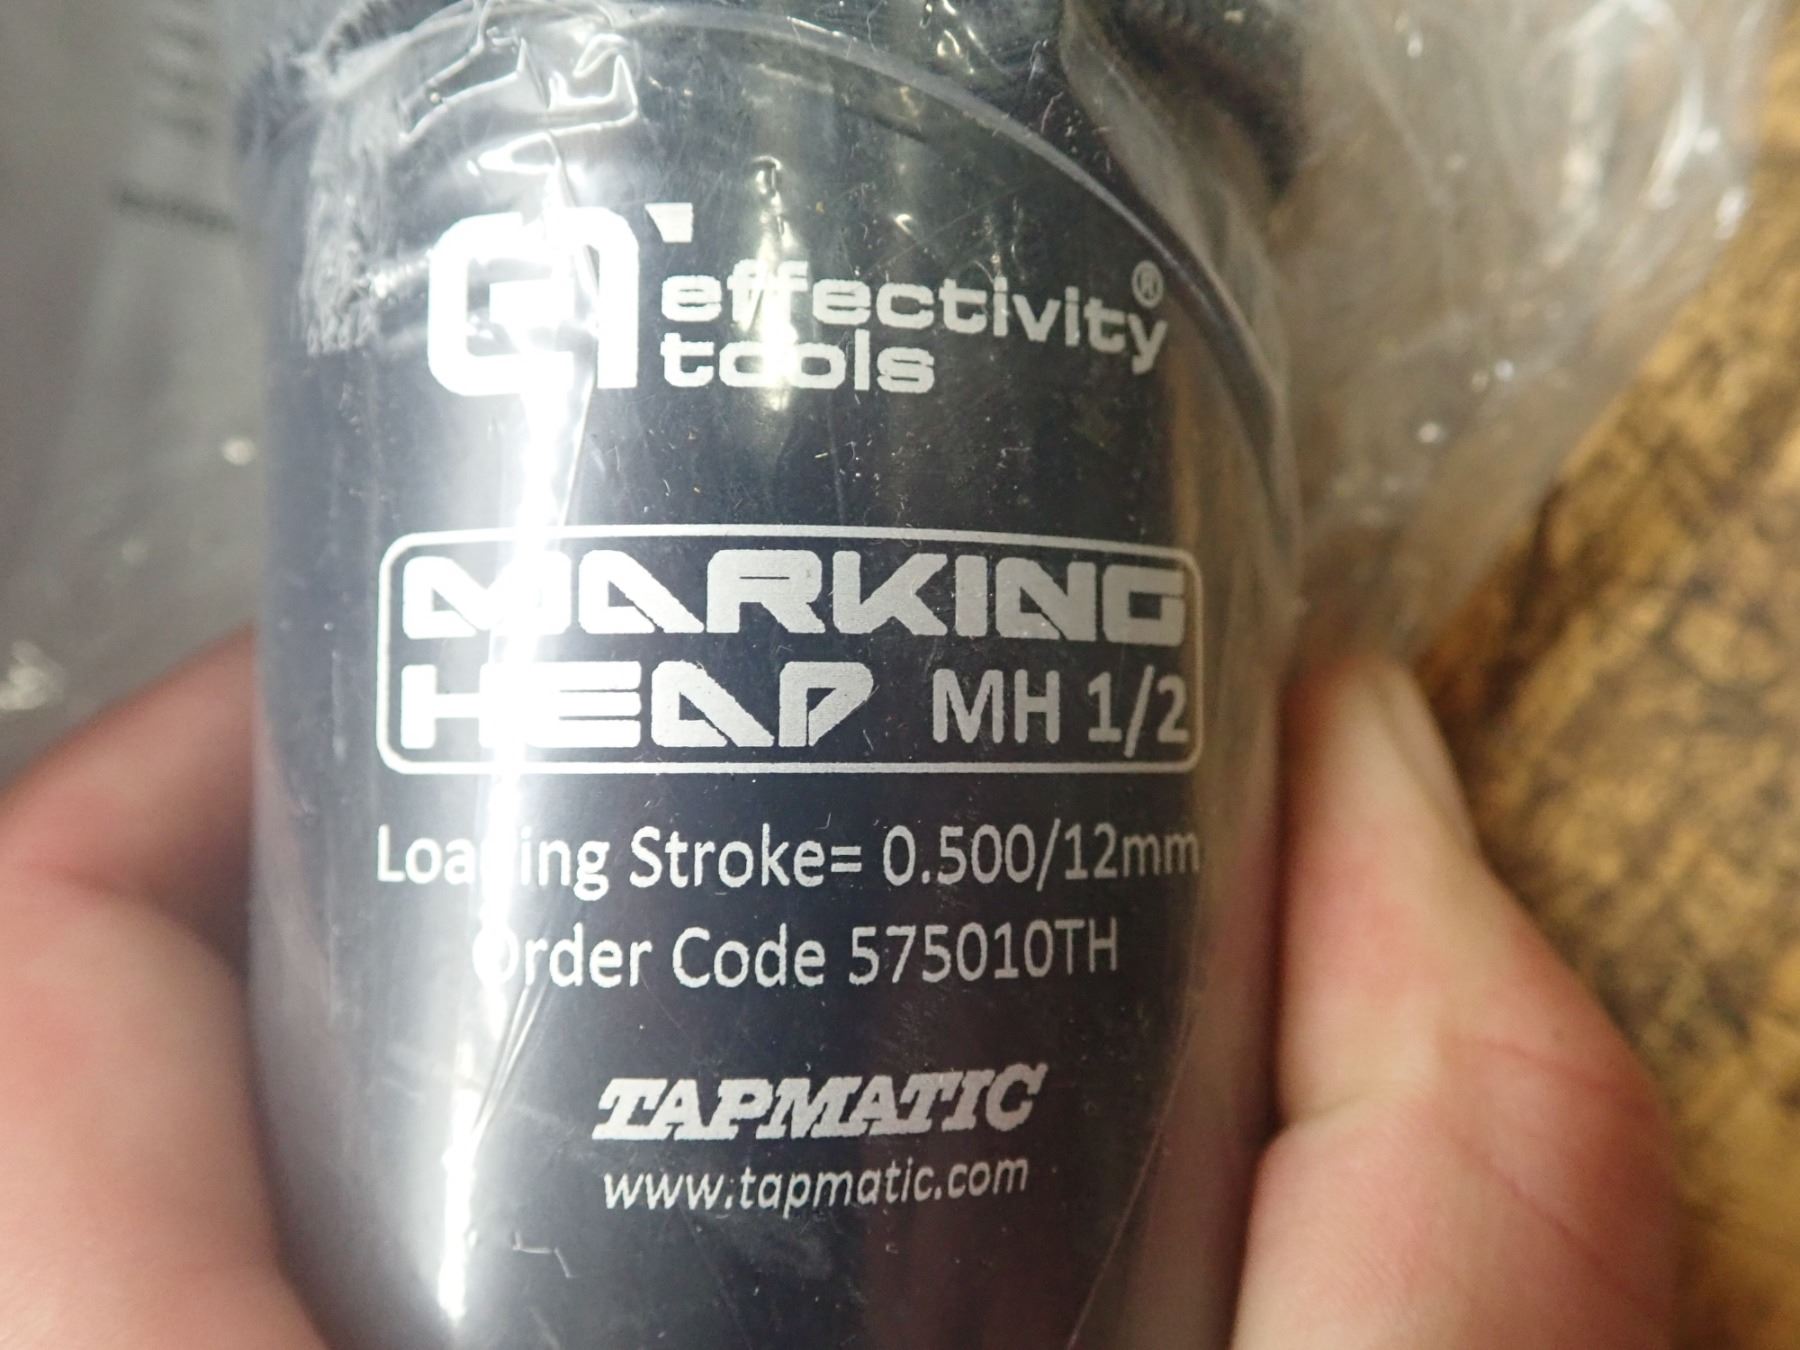 effectivity®
tools
MARKING
HEAD MH 1/2
Loading Stroke= 0.500/12mm
Order Code 575010TH
TAPMATIC
www.tapmatic.com